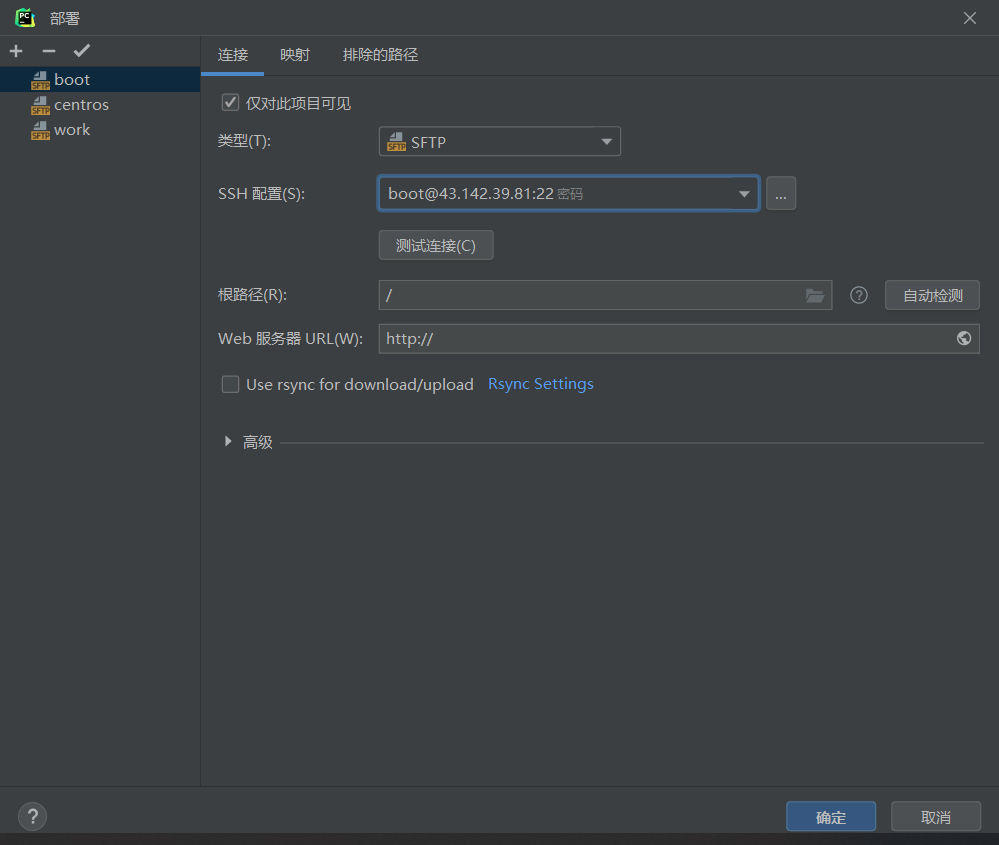 部署
连接 映射 排除的路径
SFTP boot
SFTP centros
SFTP work
仅对此项目可见
类型(T): SFTP SFTP
SSH 配置(S): boot@43.142.39.81:22 密码 ...
测试连接(C)
根路径(R): / ? 自动检测
Web 服务器 URL(W): http://
Use rsync for download/upload Rsync Settings
高级
? 确定 取消